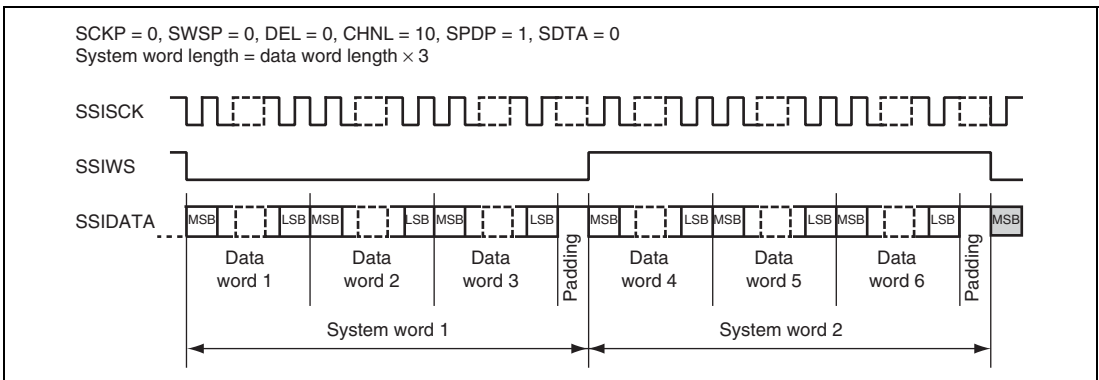 SCKP = 0, SWSP = 0, DEL = 0, CHNL = 10, SPDP = 1, SDTA = 0
System word length = data word length × 3
SSISCK
SSIWS
SSIDATA
MSB LSB MSB LSB MSB LSB MSB LSB MSB LSB MSB LSB MSB
Data word 1
Data word 2
Data word 3
Padding
Data word 4
Data word 5
Data word 6
Padding
System word 1
System word 2